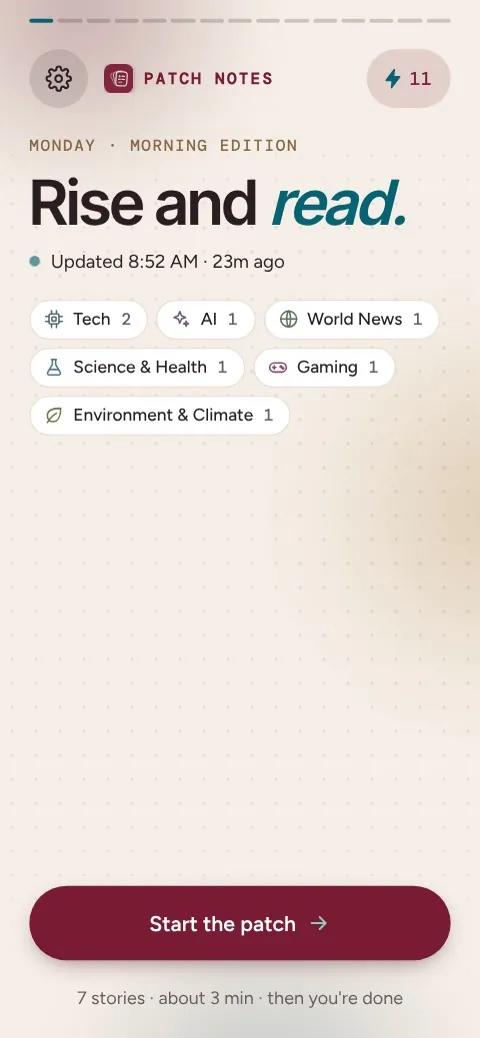 PATCH NOTES
11
MONDAY · MORNING EDITION
Rise and read.
Updated 8:52 AM · 23m ago
Tech 2
AI 1
World News 1
Science & Health 1
Gaming 1
Environment & Climate 1
Start the patch →
7 stories · about 3 min · then you're done